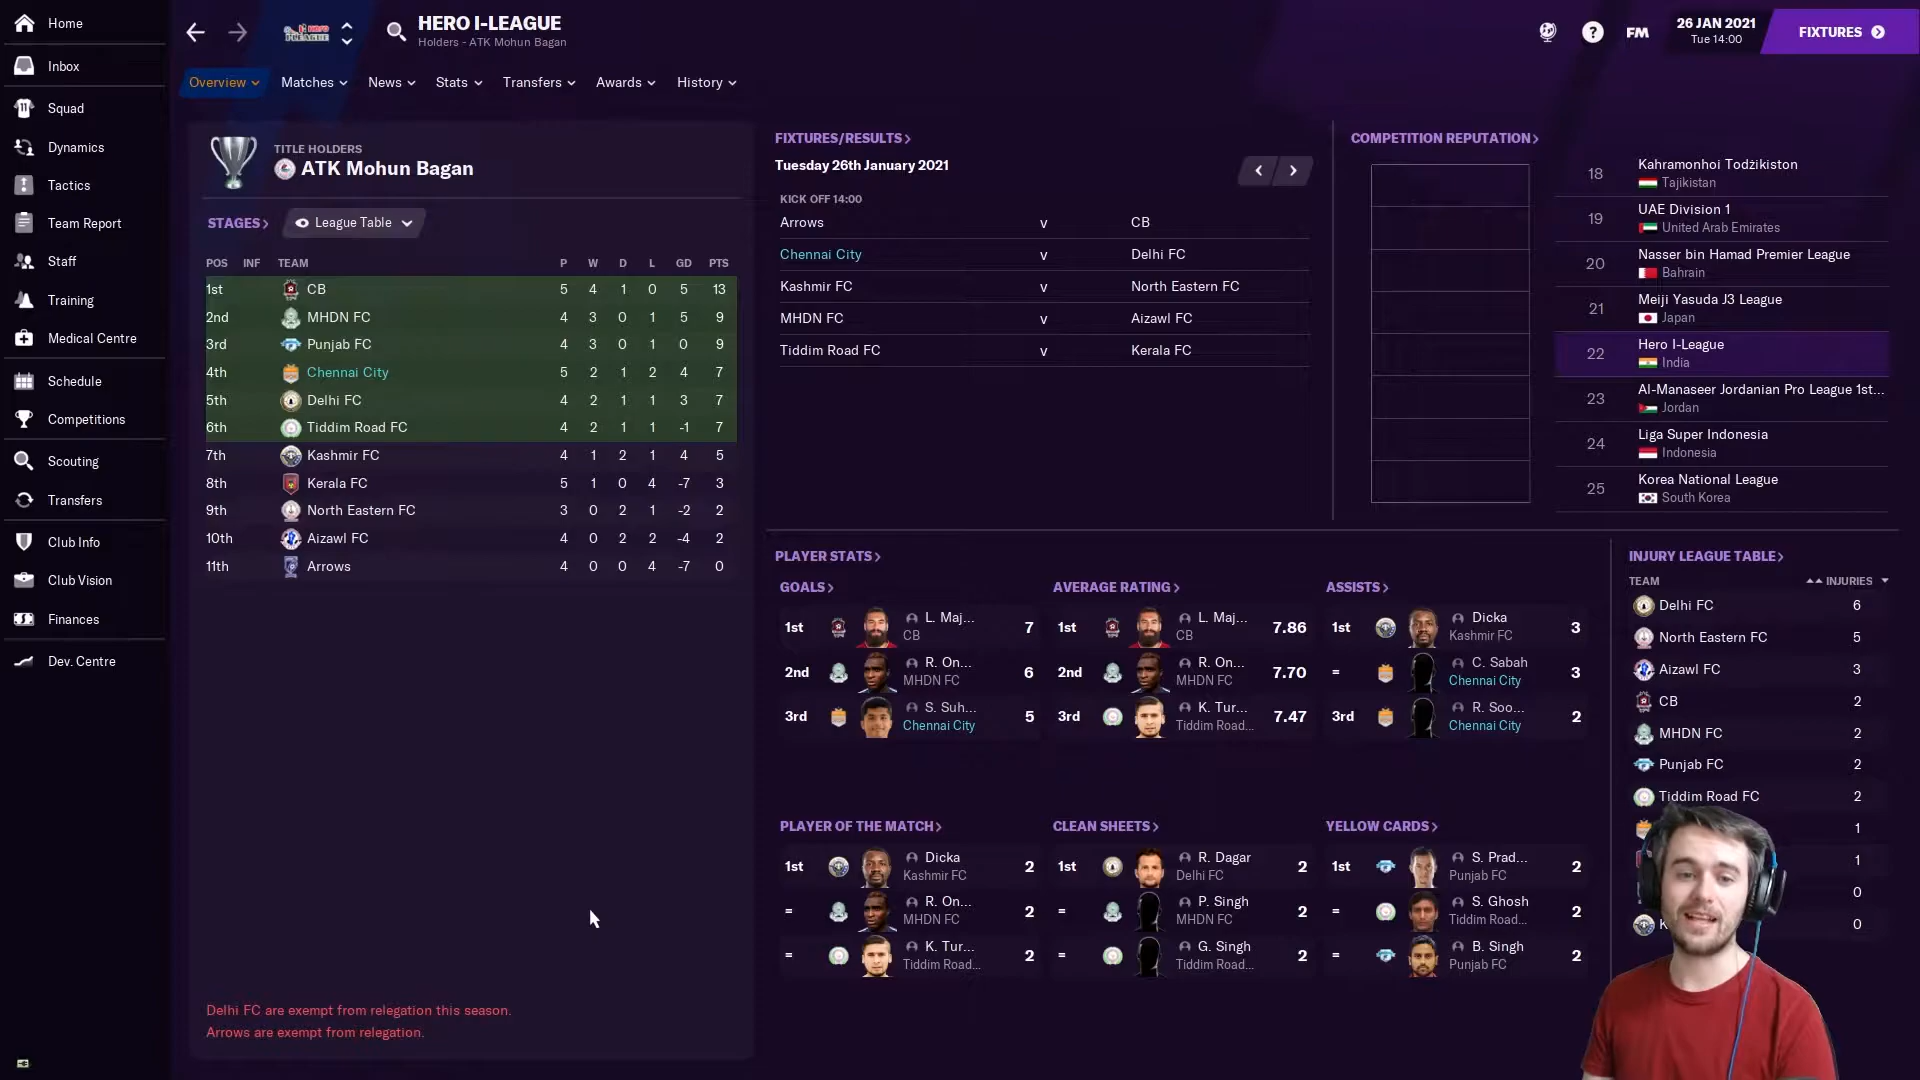 Home
Inbox
Squad
Dynamics
Tactics
Team Report
Staff
Training
Medical Centre
Schedule
Competitions
Scouting
Transfers
Club Info
Club Vision
Finances
Dev. Centre
HERO I-LEAGUE
Holders - ATK Mohun Bagan
? FM
26 JAN 2021
Tue 14:00
FIXTURES
Overview Matches News Stats Transfers Awards History
TITLE HOLDERS
ATK Mohun Bagan
STAGES> League Table
POS INF TEAM P W D L GD PTS
1st CB 5 4 1 0 5 13
2nd MHDN FC 4 3 0 1 5 9
3rd Punjab FC 4 3 0 1 0 9
4th Chennai City 5 2 1 2 4 7
5th Delhi FC 4 2 1 1 3 7
6th Tiddim Road FC 4 2 1 1 -1 7
7th Kashmir FC 4 1 2 1 4 5
8th Kerala FC 5 1 0 4 -7 3
9th North Eastern FC 3 0 2 1 -2 2
10th Aizawl FC 4 0 2 2 -4 2
11th Arrows 4 0 0 4 -7 0
Delhi FC are exempt from relegation this season.
Arrows are exempt from relegation.
FIXTURES/RESULTS>
Tuesday 26th January 2021
KICK OFF 14:00
Arrows v CB
Chennai City v Delhi FC
Kashmir FC v North Eastern FC
MHDN FC v Aizawl FC
Tiddim Road FC v Kerala FC
COMPETITION REPUTATION>
18 Kahramonhoi Todžikiston
Tajikistan
19 UAE Division 1
United Arab Emirates
20 Nasser bin Hamad Premier League
Bahrain
21 Meiji Yasuda J3 League
Japan
22 Hero I-League
India
23 Al-Manaseer Jordanian Pro League 1st...
Jordan
24 Liga Super Indonesia
Indonesia
25 Korea National League
South Korea
PLAYER STATS>
GOALS>
1st L. Maj... 7
CB
2nd R. On... 6
MHDN FC
3rd S. Suh... 5
Chennai City
AVERAGE RATING>
1st L. Maj... 7.86
CB
2nd R. On... 7.70
MHDN FC
3rd K. Tur... 7.47
Tiddim Road...
ASSISTS>
1st Dicka 3
Kashmir FC
= C. Sabah 3
Chennai City
3rd R. Soo... 2
Chennai City
PLAYER OF THE MATCH>
1st Dicka 2
Kashmir FC
= R. On... 2
MHDN FC
= K. Tur... 2
Tiddim Road...
CLEAN SHEETS>
1st R. Dagar 2
Delhi FC
= P. Singh 2
MHDN FC
= G. Singh 2
Tiddim Road...
YELLOW CARDS>
1st S. Prad... 2
Punjab FC
= S. Ghosh 2
Tiddim Road...
= B. Singh 2
Punjab FC
INJURY LEAGUE TABLE>
TEAM INJURIES
Delhi FC 6
North Eastern FC 5
Aizawl FC 3
CB 2
MHDN FC 2
Punjab FC 2
Tiddim Road FC 2
1
1
0
K 0